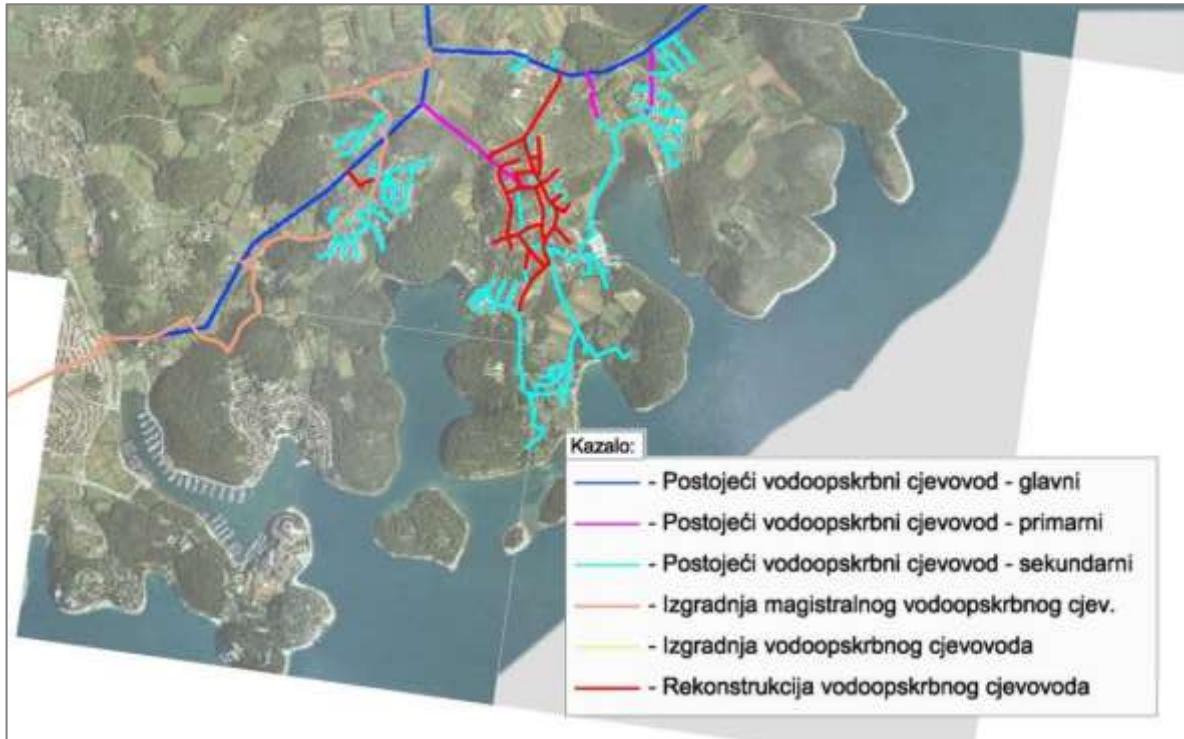 Kazalo:
- Postojeći vodoopskrbni cjevovod - glavni
- Postojeći vodoopskrbni cjevovod - primarni
- Postojeći vodoopskrbni cjevovod - sekundarni
- Izgradnja magistralnog vodoopskrbnog cjev.
- Izgradnja vodoopskrbnog cjevovoda
- Rekonstrukcija vodoopskrbnog cjevovoda